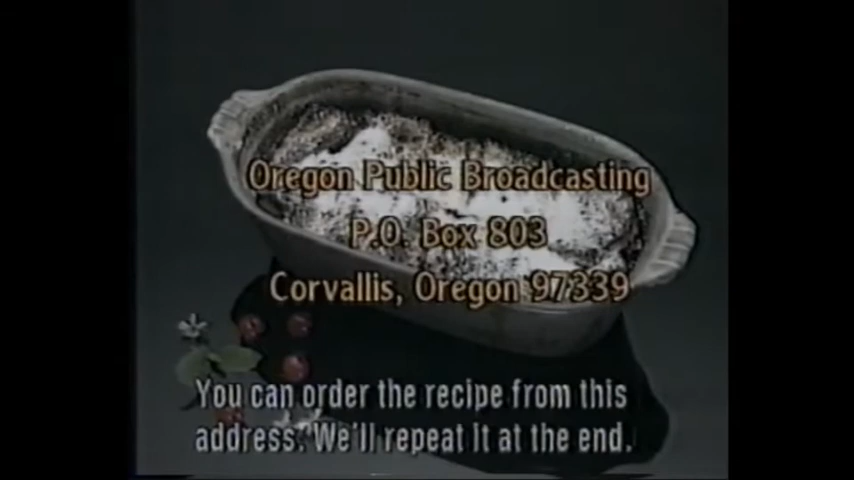 Oregon Public Broadcasting
P.O. Box 803
Corvallis, Oregon 97339
You can order the recipe from this
address. We'll repeat it at the end.